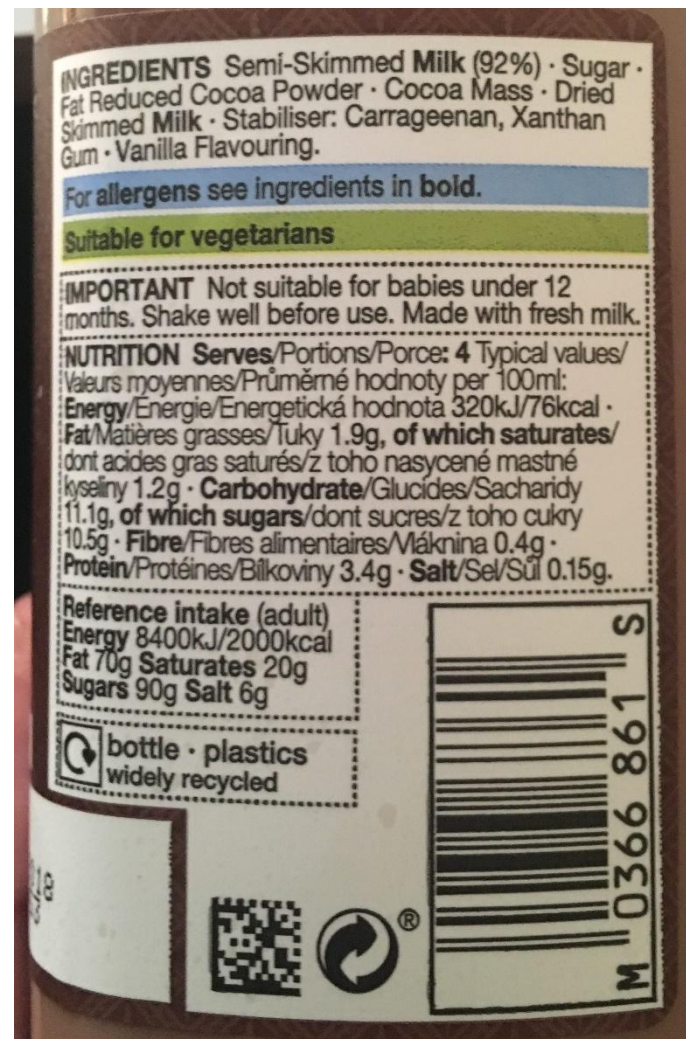 INGREDIENTS Semi-Skimmed Milk (92%) · Sugar ·
Fat Reduced Cocoa Powder · Cocoa Mass · Dried
Skimmed Milk · Stabiliser: Carrageenan, Xanthan
Gum · Vanilla Flavouring.
For allergens see ingredients in bold.
Suitable for vegetarians
IMPORTANT Not suitable for babies under 12
months. Shake well before use. Made with fresh milk.
NUTRITION Serves/Portions/Porce: 4 Typical values/
Valeurs moyennes/Průměrné hodnoty per 100ml:
Energy/Énergie/Energetická hodnota 320kJ/76kcal ·
Fat/Matières grasses/Tuky 1.9g, of which saturates/
dont acides gras saturés/z toho nasycené mastné
kyseliny 1.2g · Carbohydrate/Glucides/Sacharidy
11.1g, of which sugars/dont sucres/z toho cukry
10.5g · Fibre/Fibres alimentaires/Vláknina 0.4g ·
Protein/Protéines/Bílkoviny 3.4g · Salt/Sel/Sůl 0.15g.
Reference intake (adult)
Energy 8400kJ/2000kcal
Fat 70g Saturates 20g
Sugars 90g Salt 6g
bottle · plastics
widely recycled
M 0366 861 S
®